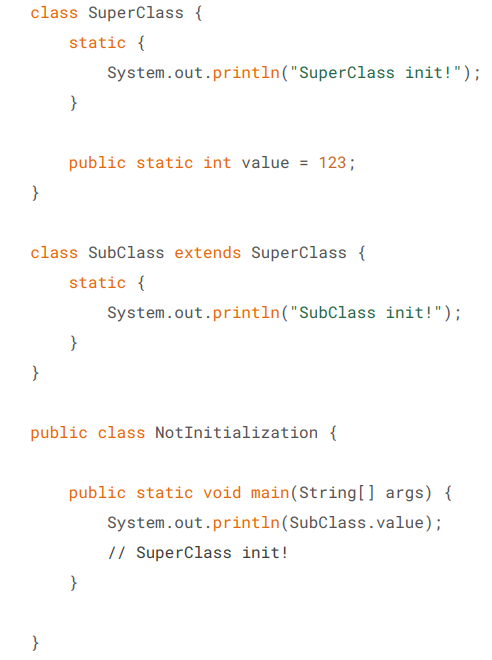 class SuperClass {
    static {
        System.out.println("SuperClass init!");
    }

    public static int value = 123;
}

class SubClass extends SuperClass {
    static {
        System.out.println("SubClass init!");
    }
}

public class NotInitialization {

    public static void main(String[] args) {
        System.out.println(SubClass.value);
        // SuperClass init!
    }

}